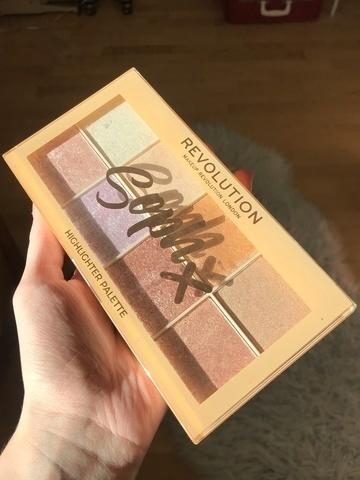 REVOLUTION
MAKEUP REVOLUTION LONDON
Soph
x
HIGHLIGHTER PALETTE